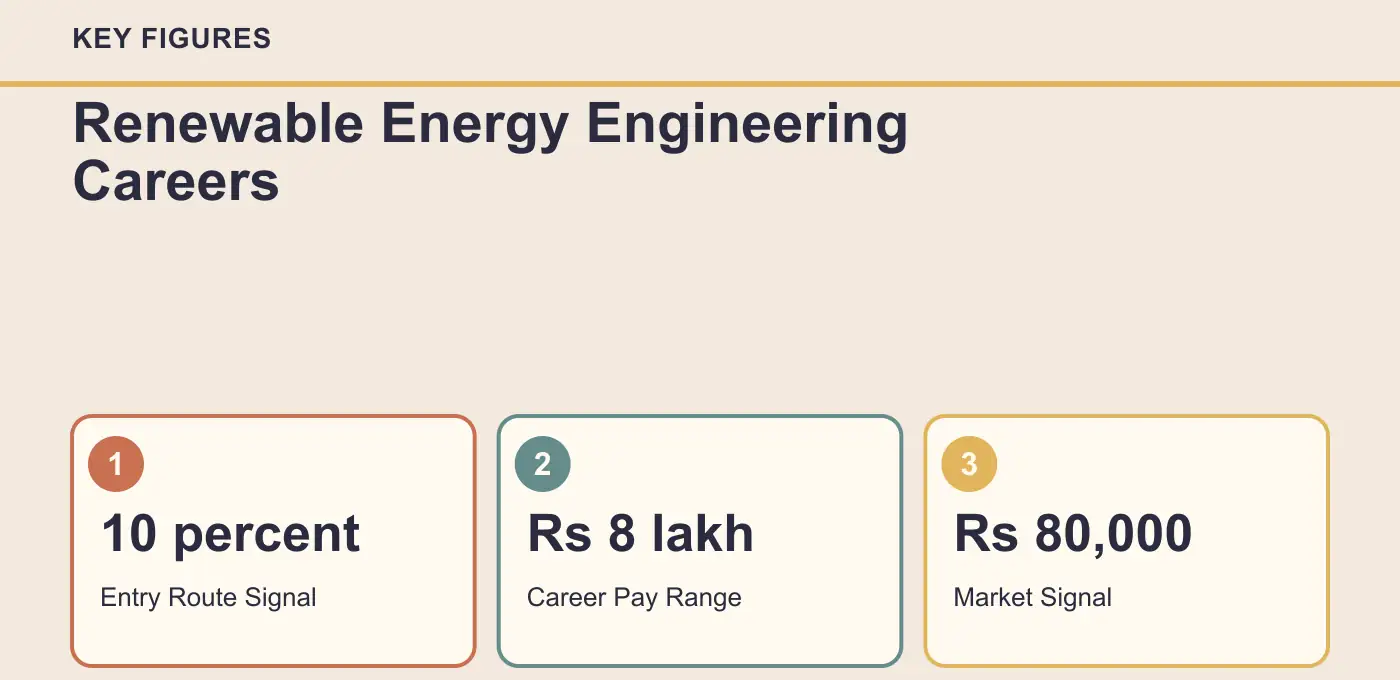 KEY FIGURES
Renewable Energy Engineering
Careers
1
10 percent
Entry Route Signal
2
Rs 8 lakh
Career Pay Range
3
Rs 80,000
Market Signal